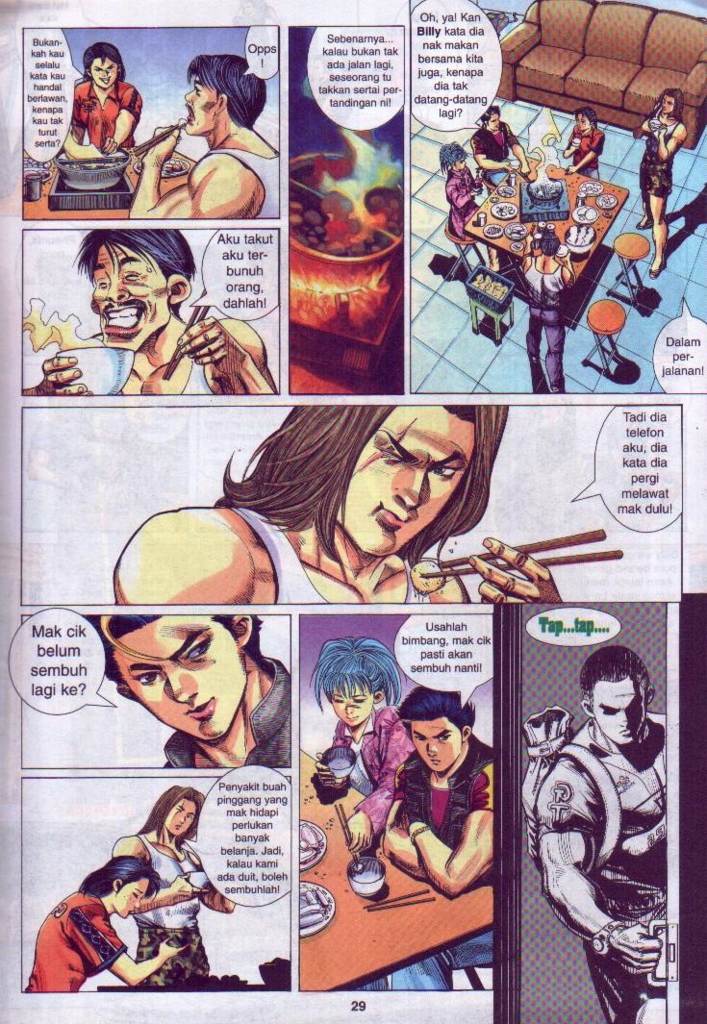 Bukan-
kah kau
selalu
kata kau
handal
berlawan,
kenapa
kau tak
turut
serta?
Opps
!
Aku takut
aku ter-
bunuh
orang,
dahlah!
Sebenarnya...
kalau bukan tak
ada jalan lagi,
seseorang tu
takkan sertai per-
tandingan ni!
Oh, ya! Kan
Billy kata dia
nak makan
bersama kita
juga, kenapa
dia tak
datang-datang
lagi?
Dalam
per-
jalanan!
Tadi dia
telefon
aku, dia
kata dia
pergi
melawat
mak dulu!
Mak cik
belum
sembuh
lagi ke?
Penyakit buah
pinggang yang
mak hidapi
perlukan
banyak
belanja. Jadi,
kalau kami
ada duit, boleh
sembuhlah!
Usahlah
bimbang, mak cik
pasti akan
sembuh nanti!
Tap...tap....
29